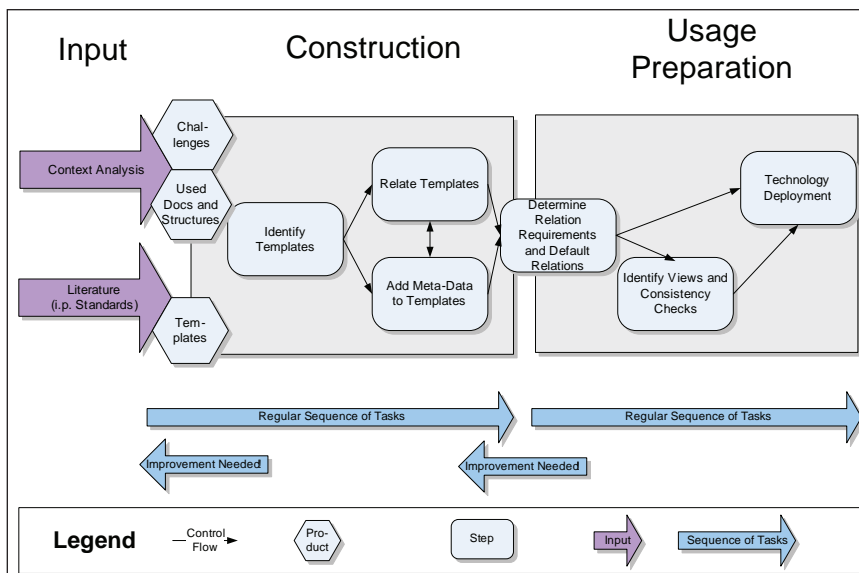 Input
Construction
Usage
Preparation
Chal-
lenges
Context Analysis
Used
Docs and
Structures
Identify
Templates
Relate Templates
Add Meta-Data
to Templates
Determine
Relation
Requirements
and Default
Relations
Technology
Deployment
Identify Views and
Consistency
Checks
Literature
(i.p. Standards)
Tem-
plates
Regular Sequence of Tasks
Regular Sequence of Tasks
Improvement Needed!
Improvement Needed!
Legend
Control
Flow
Pro-
duct
Step
Input
Sequence of Tasks